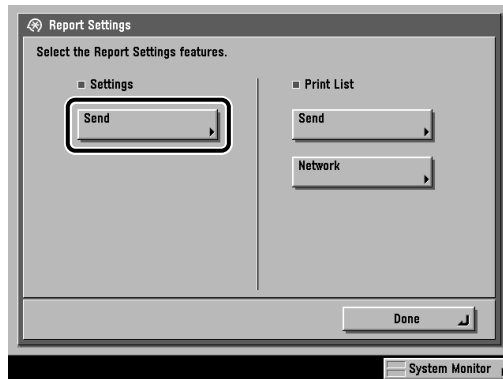 Report Settings
Select the Report Settings features.
Settings
Print List
Send
Send
Network
Done
System Monitor